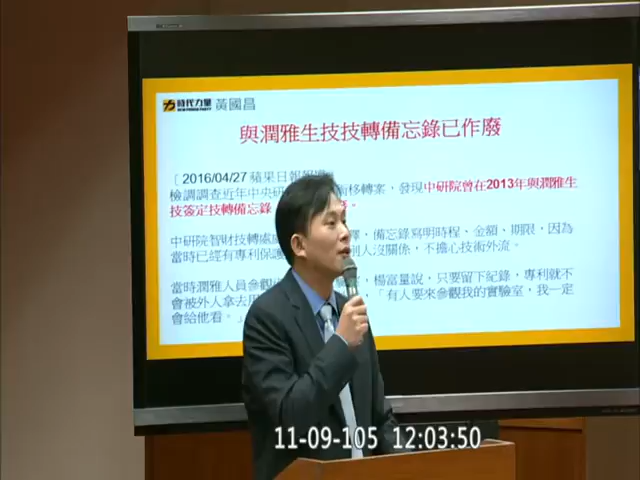 時代力量 黃國昌
與潤雅生技技轉備忘錄已作廢
〔 2016/04/27 蘋果日報
檢調調查近年中央研 移轉案，發現中研院曾在2013年與潤雅生
技簽定技轉備忘錄
中研院智財技轉處 備忘錄寫明時程、金額、期限，因為
當時已經有專利保 別人沒關係，不擔心技術外流。
當時潤雅人員參觀 楊富量說，只要留下紀錄，專利就不
會被外人拿去 「有人要來參觀我的實驗室，我一定
會給他看。
11-09-105 12:03:50